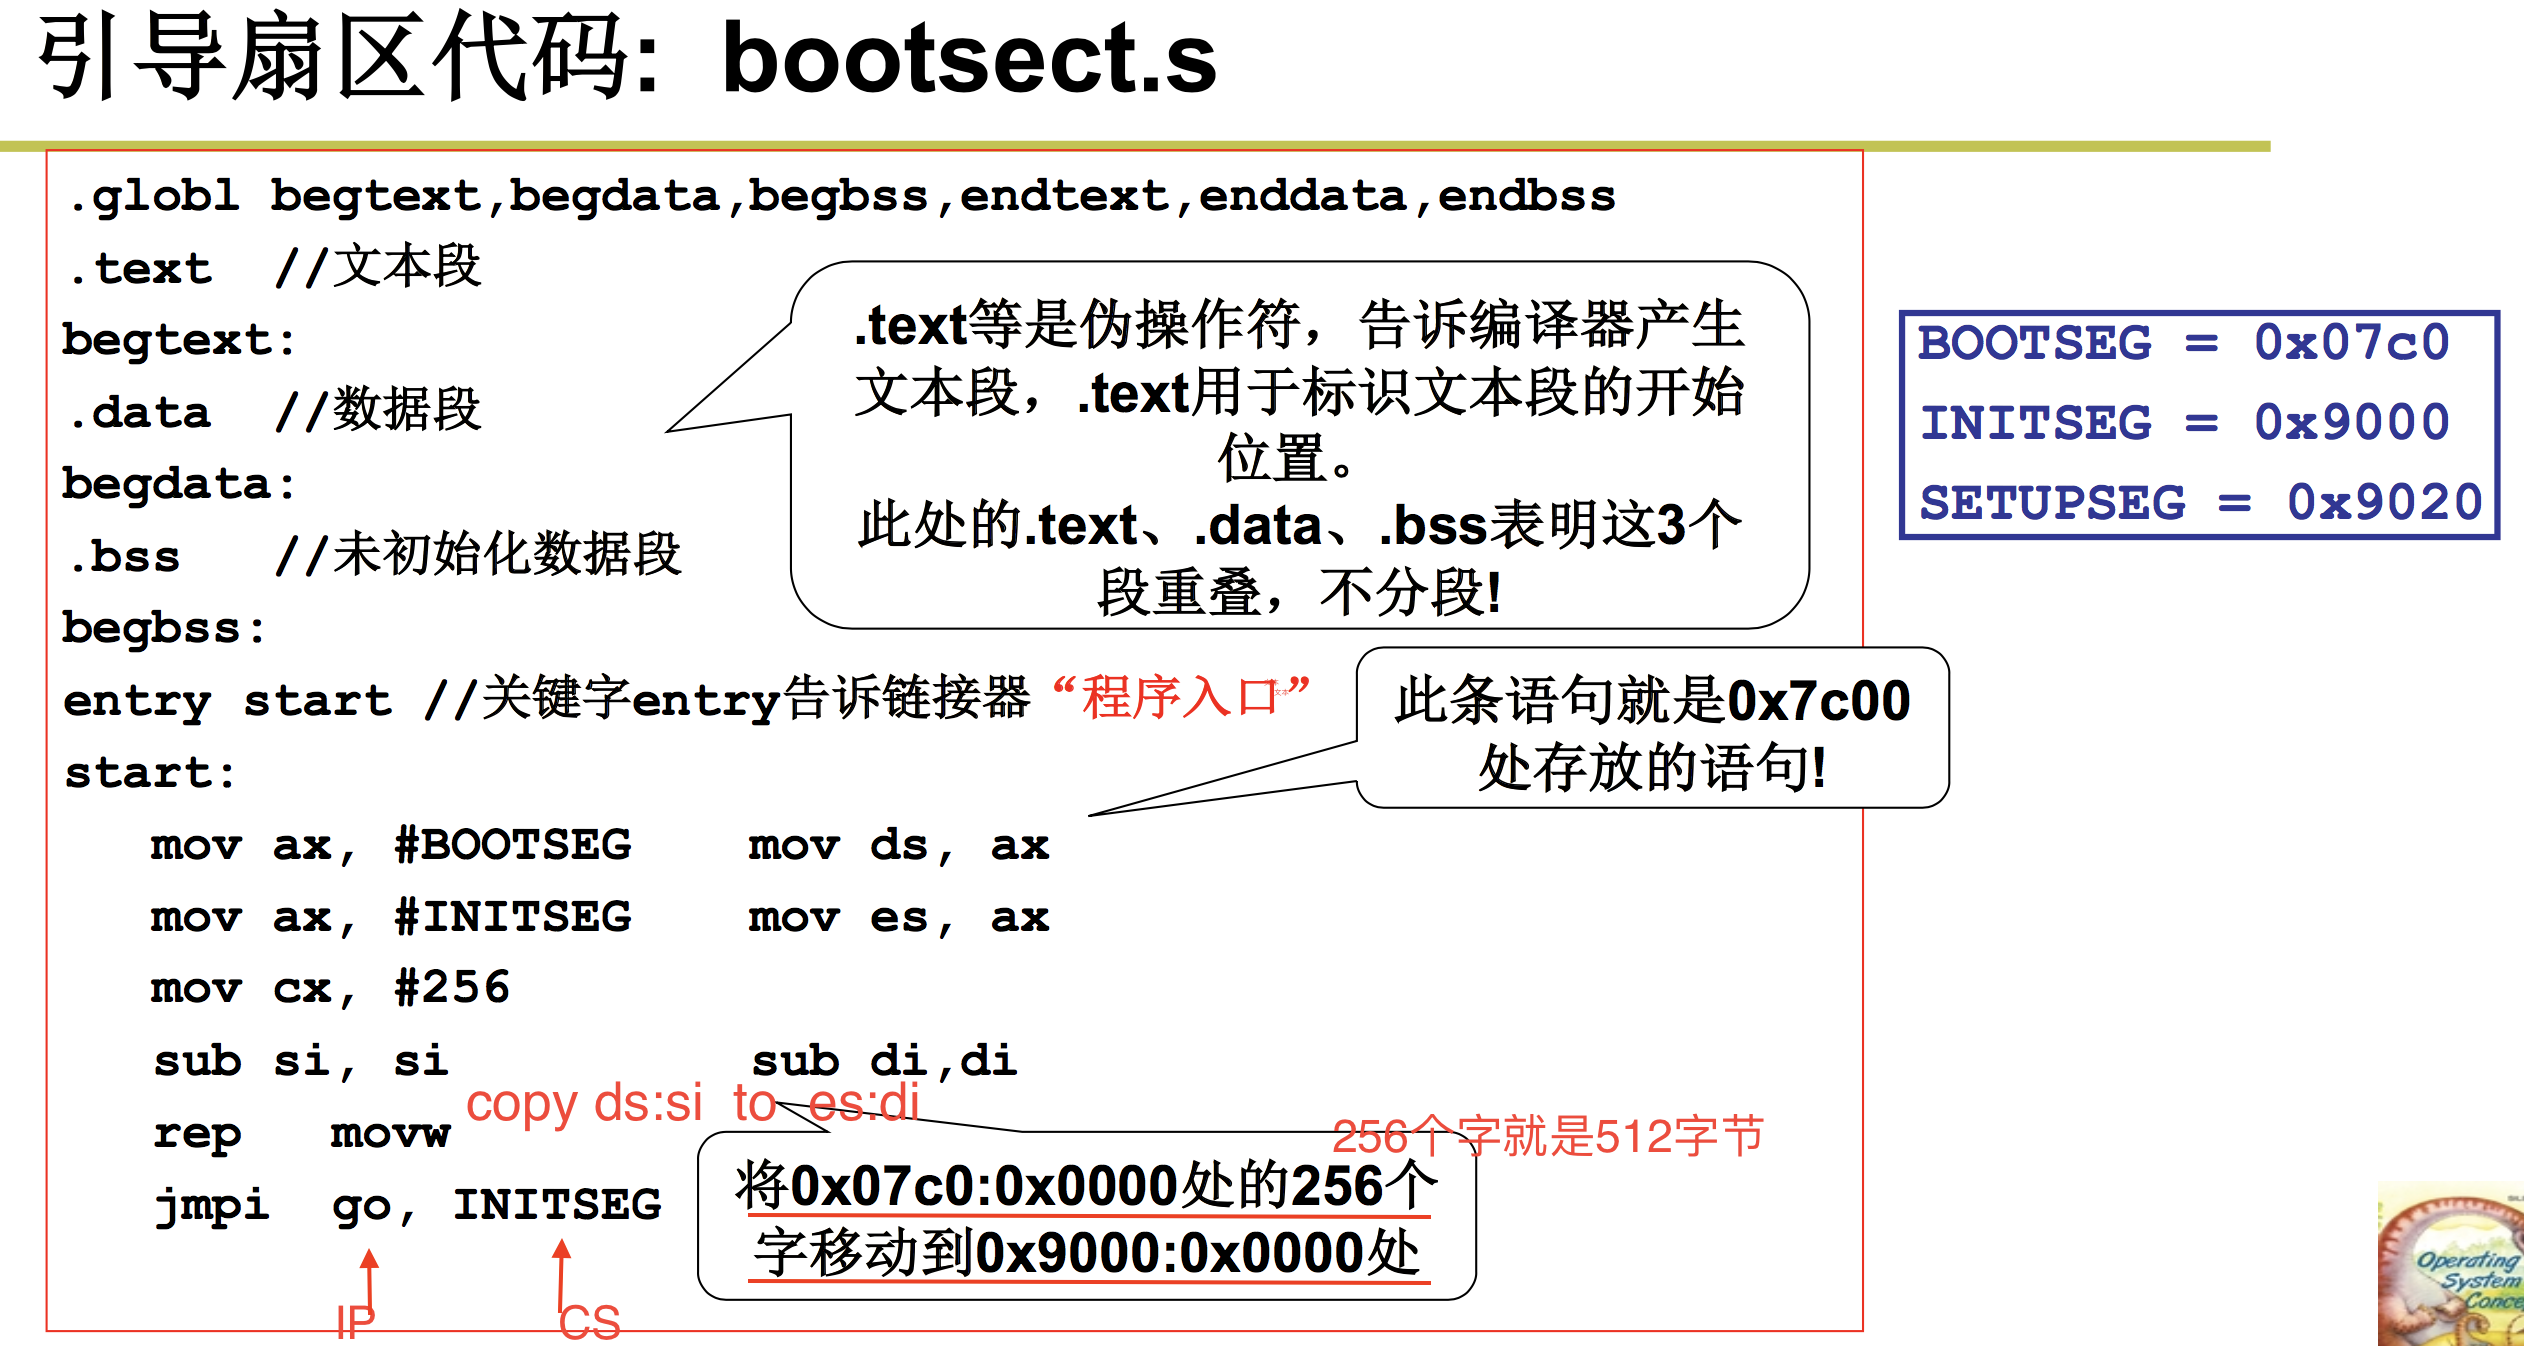 引导扇区代码: bootsect.s
.globl begtext,begdata,begbss,endtext,enddata,endbss
.text //文本段
begtext:
.data //数据段
begdata:
.bss //未初始化数据段
begbss:
entry start //关键字entry告诉链接器“程序入口”
start:
mov ax, #BOOTSEG mov ds, ax
mov ax, #INITSEG mov es, ax
mov cx, #256
sub si, si sub di,di
copy ds:si to es:di
rep movw
jmpi go, INITSEG
IP CS
.text等是伪操作符，告诉编译器产生
文本段，.text用于标识文本段的开始
位置。
此处的.text、.data、.bss表明这3个
段重叠，不分段!
BOOTSEG = 0x07c0
INITSEG = 0x9000
SETUPSEG = 0x9020
此条语句就是0x7c00
处存放的语句!
256个字就是512字节
将0x07c0:0x0000处的256个
字移动到0x9000:0x0000处
Operating
System